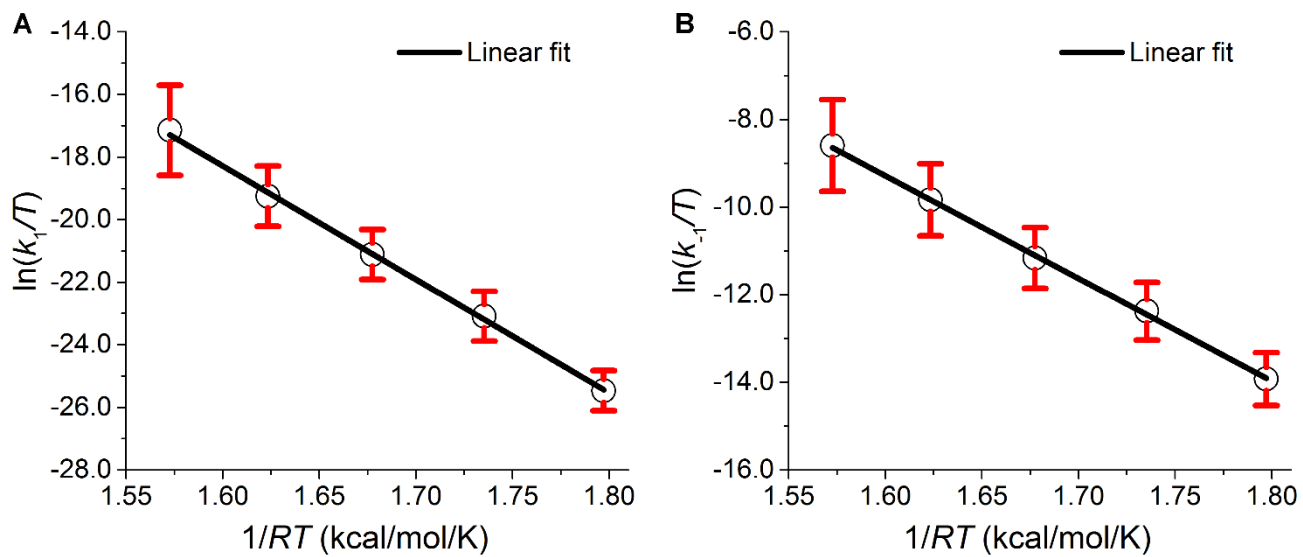 A
-14.0
-16.0
-18.0
-20.0
-22.0
-24.0
-26.0
-28.0
ln(k₁/T)
Linear fit
1.55 1.60 1.65 1.70 1.75 1.80
1/RT (kcal/mol/K)
B
-6.0
-8.0
-10.0
-12.0
-14.0
-16.0
ln(k₋₁/T)
Linear fit
1.55 1.60 1.65 1.70 1.75 1.80
1/RT (kcal/mol/K)